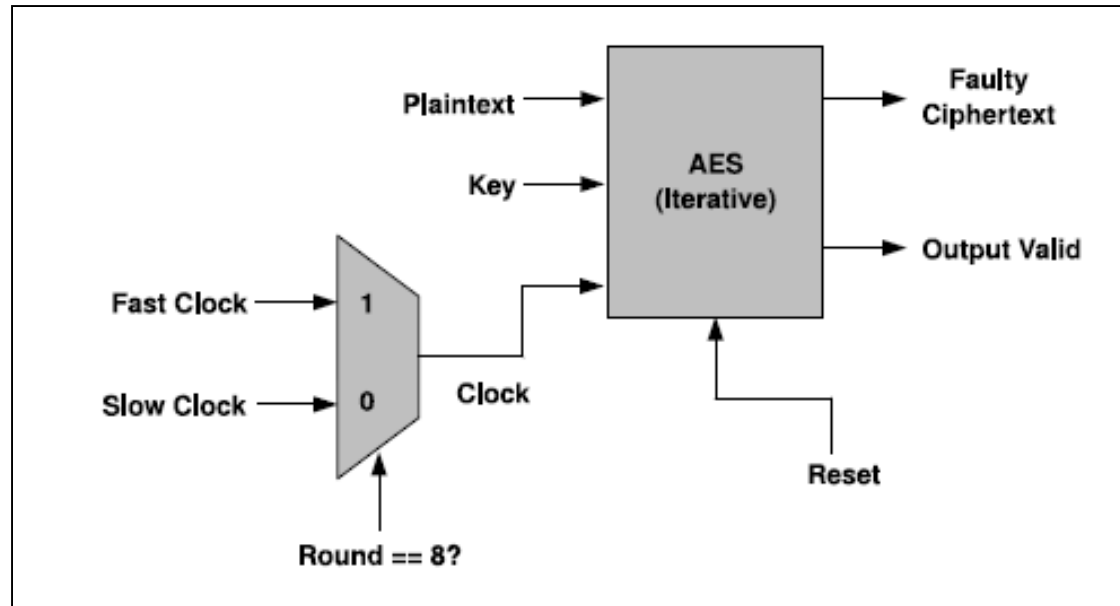 Plaintext
Key
AES
(Iterative)
Faulty
Ciphertext
Output Valid
Fast Clock
1
Slow Clock
0
Clock
Reset
Round == 8?